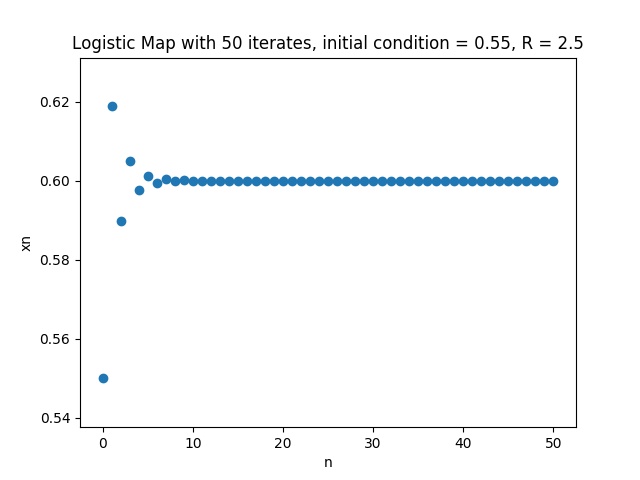 Logistic Map with 50 iterates, initial condition = 0.55, R = 2.5
0.62
0.60
0.58
0.56
0.54
xn
0 10 20 30 40 50
n